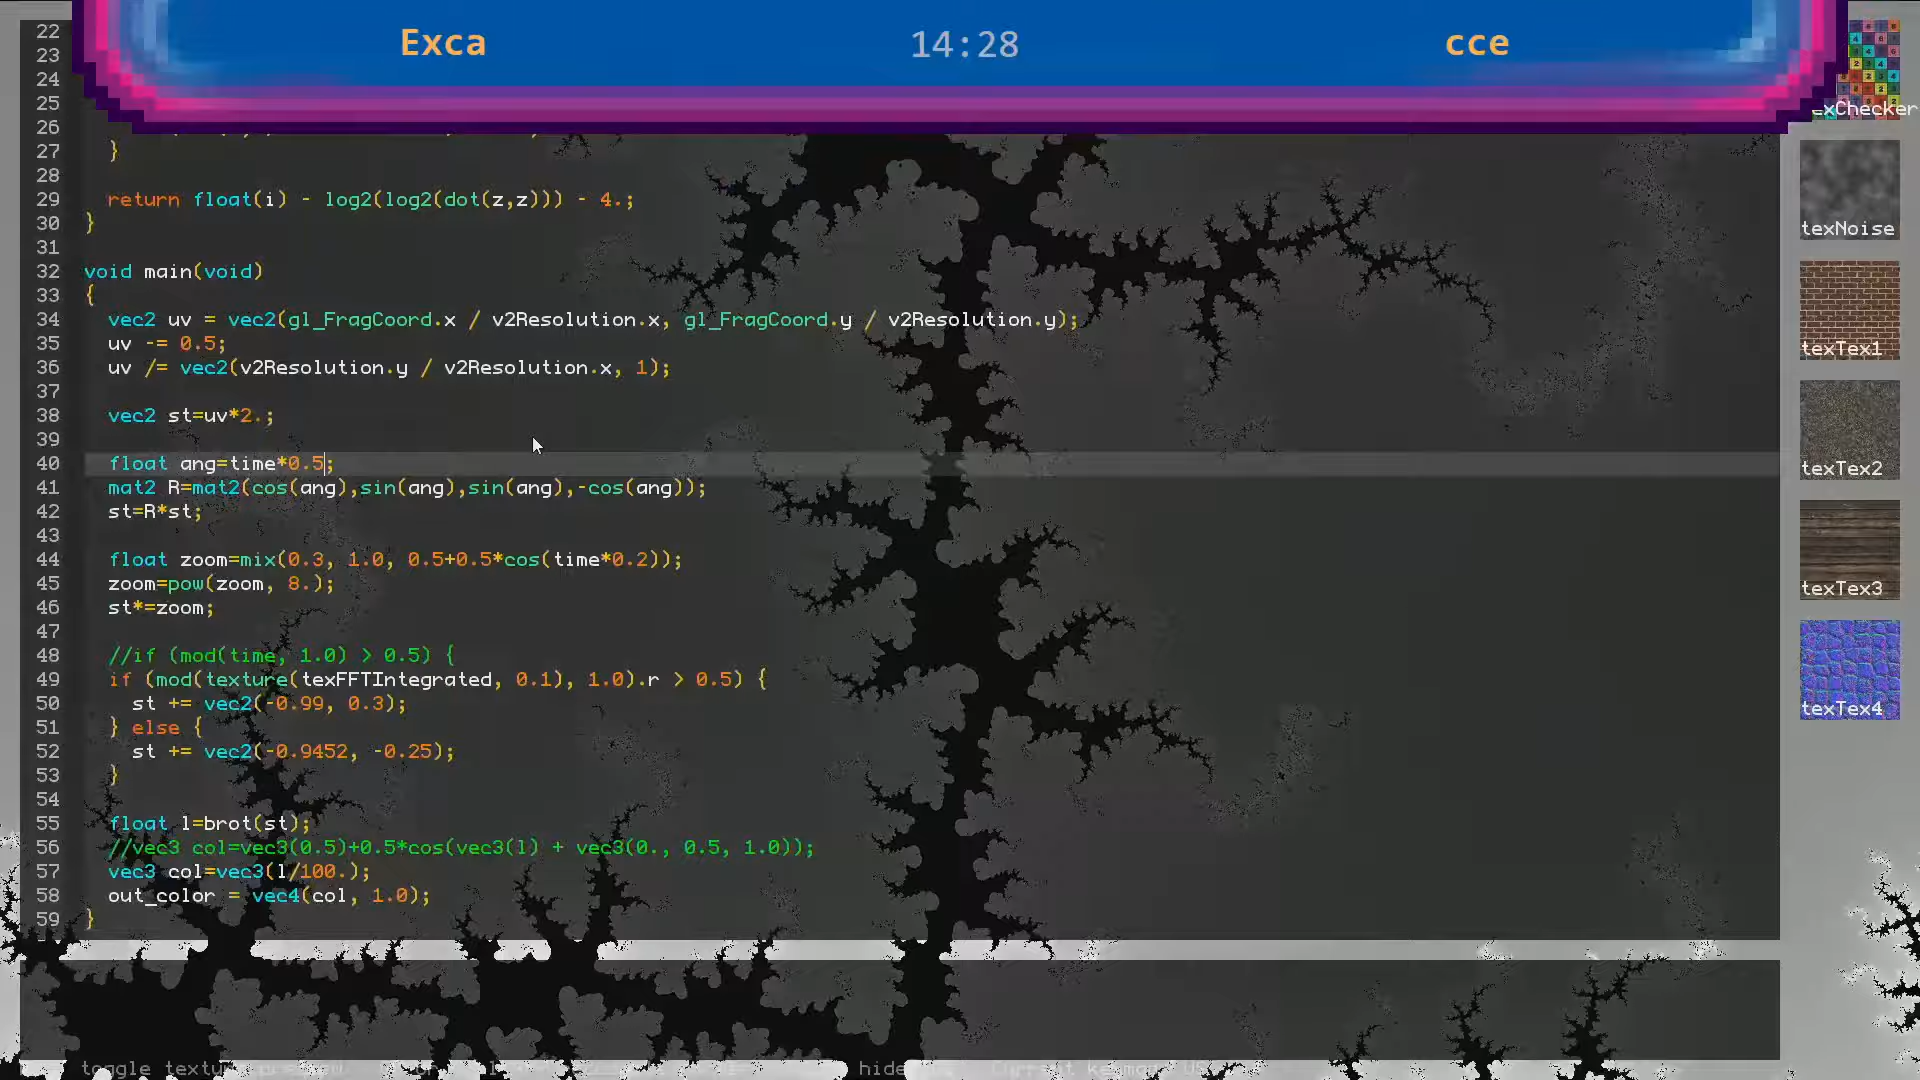 Exca 14:28 cce
22
23
24
25
26
27 }
28
29 return float(i) - log2(log2(dot(z,z))) - 4.;
30 }
31
32 void main(void)
33 {
34 vec2 uv = vec2(gl_FragCoord.x / v2Resolution.x, gl_FragCoord.y / v2Resolution.y);
35 uv -= 0.5;
36 uv /= vec2(v2Resolution.y / v2Resolution.x, 1);
37
38 vec2 st=uv*2.;
39
40 float ang=time*0.5;
41 mat2 R=mat2(cos(ang),sin(ang),sin(ang),-cos(ang));
42 st=R*st;
43
44 float zoom=mix(0.3, 1.0, 0.5+0.5*cos(time*0.2));
45 zoom=pow(zoom, 8.);
46 st*=zoom;
47
48 //if (mod(time, 1.0) > 0.5) {
49 if (mod(texture(texFFTIntegrated, 0.1), 1.0).r > 0.5) {
50 st += vec2(-0.99, 0.3);
51 } else {
52 st += vec2(-0.9452, -0.25);
53 }
54
55 float l=brot(st);
56 //vec3 col=vec3(0.5)+0.5*cos(vec3(l) + vec3(0., 0.5, 1.0));
57 vec3 col=vec3(l/100.);
58 out_color = vec4(col, 1.0);
59 }
exChecker
texNoise
texTex1
texTex2
texTex3
texTex4
toggle hide